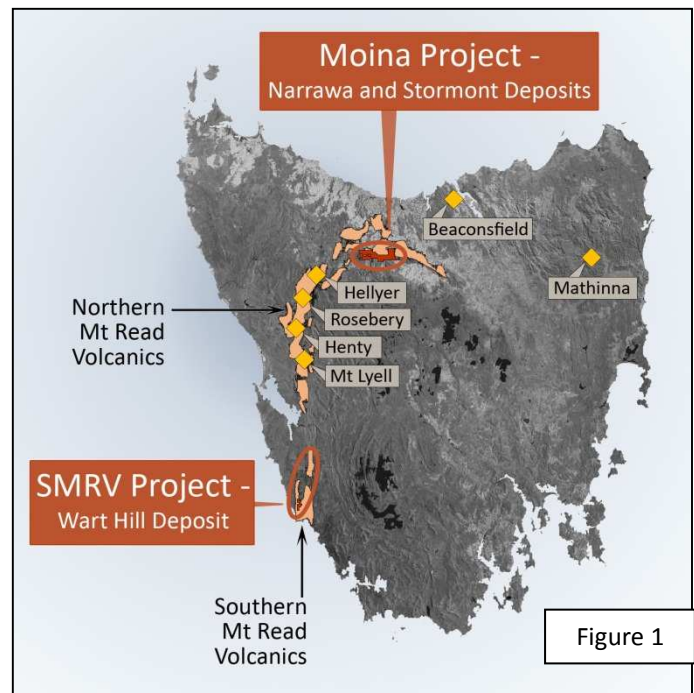 Moina Project -
Narrawa and Stormont Deposits
Beaconsfield
Mathinna
Hellyer
Northern
Mt Read
Volcanics
Rosebery
Henty
Mt Lyell
SMRV Project -
Wart Hill Deposit
Southern
Mt Read
Volcanics
Figure 1